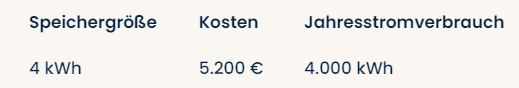 Speichergröße Kosten Jahresstromverbrauch
4 kWh 5.200 € 4.000 kWh